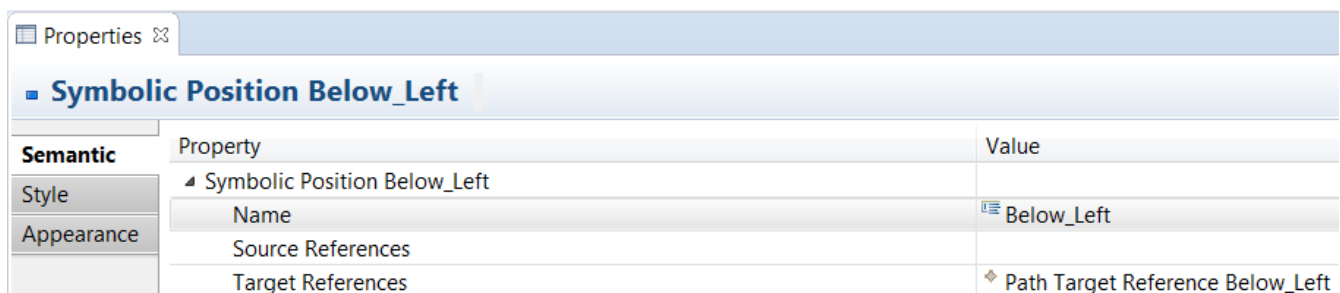 Properties
Symbolic Position Below_Left
Semantic
Style
Appearance
Property Value
Symbolic Position Below_Left
Name Below_Left
Source References
Target References Path Target Reference Below_Left